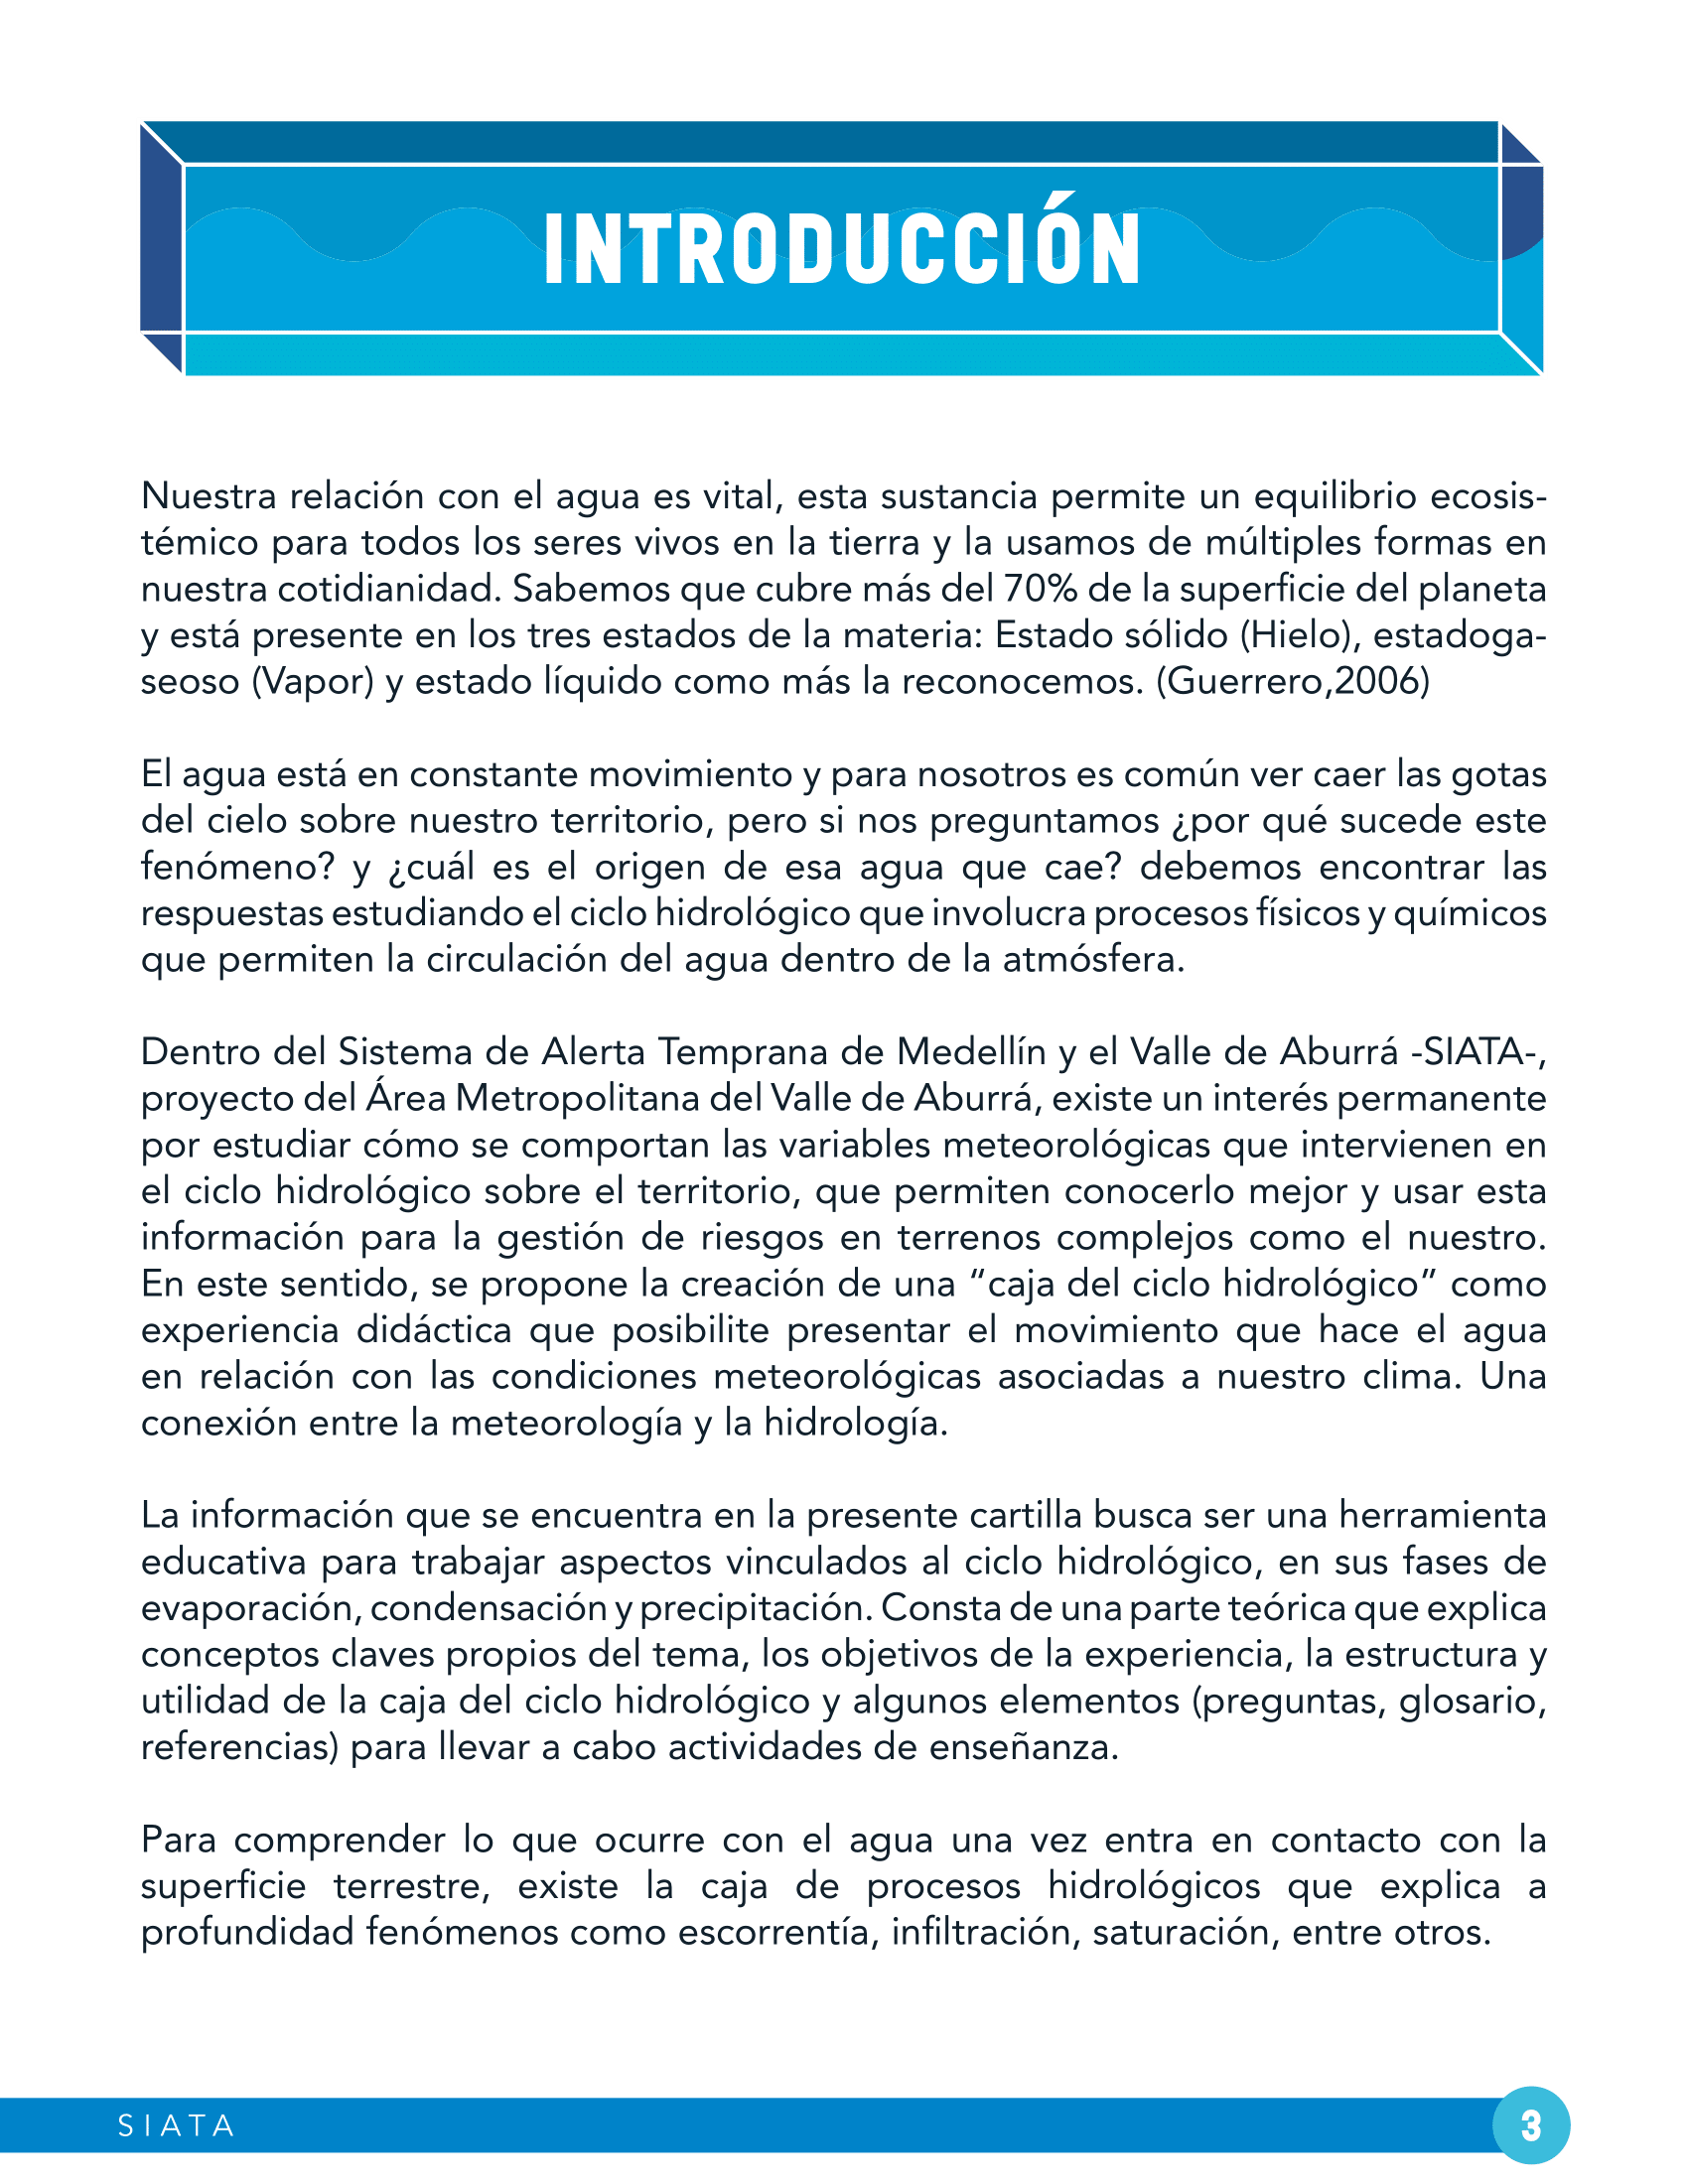 INTRODUCCIÓN
Nuestra relación con el agua es vital, esta sustancia permite un equilibrio ecosis-
témico para todos los seres vivos en la tierra y la usamos de múltiples formas en
nuestra cotidianidad. Sabemos que cubre más del 70% de la superficie del planeta
y está presente en los tres estados de la materia: Estado sólido (Hielo), estadoga-
seoso (Vapor) y estado líquido como más la reconocemos. (Guerrero,2006)
El agua está en constante movimiento y para nosotros es común ver caer las gotas
del cielo sobre nuestro territorio, pero si nos preguntamos ¿por qué sucede este
fenómeno? y ¿cuál es el origen de esa agua que cae? debemos encontrar las
respuestas estudiando el ciclo hidrológico que involucra procesos físicos y químicos
que permiten la circulación del agua dentro de la atmósfera.
Dentro del Sistema de Alerta Temprana de Medellín y el Valle de Aburrá -SIATA-,
proyecto del Área Metropolitana del Valle de Aburrá, existe un interés permanente
por estudiar cómo se comportan las variables meteorológicas que intervienen en
el ciclo hidrológico sobre el territorio, que permiten conocerlo mejor y usar esta
información para la gestión de riesgos en terrenos complejos como el nuestro.
En este sentido, se propone la creación de una “caja del ciclo hidrológico” como
experiencia didáctica que posibilite presentar el movimiento que hace el agua
en relación con las condiciones meteorológicas asociadas a nuestro clima. Una
conexión entre la meteorología y la hidrología.
La información que se encuentra en la presente cartilla busca ser una herramienta
educativa para trabajar aspectos vinculados al ciclo hidrológico, en sus fases de
evaporación, condensación y precipitación. Consta de una parte teórica que explica
conceptos claves propios del tema, los objetivos de la experiencia, la estructura y
utilidad de la caja del ciclo hidrológico y algunos elementos (preguntas, glosario,
referencias) para llevar a cabo actividades de enseñanza.
Para comprender lo que ocurre con el agua una vez entra en contacto con la
superficie terrestre, existe la caja de procesos hidrológicos que explica a
profundidad fenómenos como escorrentía, infiltración, saturación, entre otros.
SIATA
3